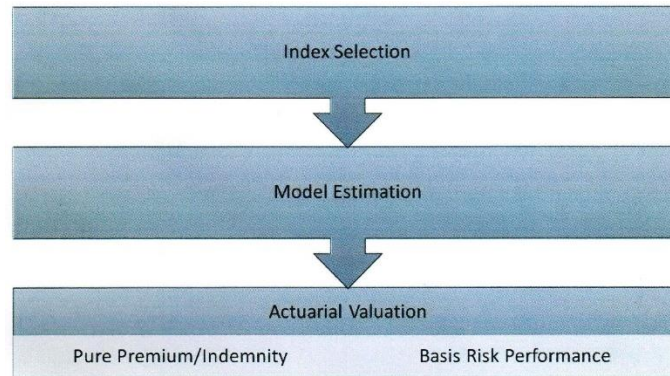 Index Selection
Model Estimation
Actuarial Valuation
Pure Premium/Indemnity Basis Risk Performance